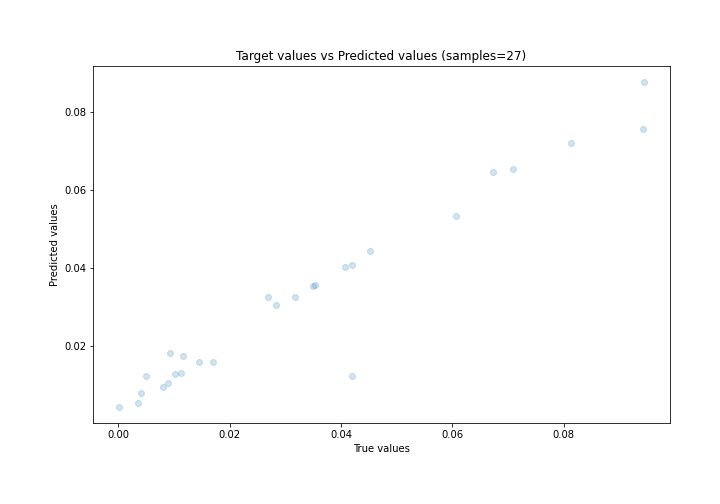 Target values vs Predicted values (samples=27)
0.08
0.06
0.04
0.02
Predicted values
0.00 0.02 0.04 0.06 0.08
True values